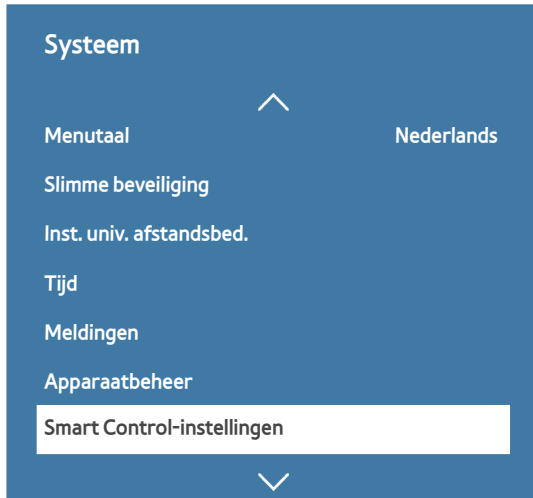 Systeem
Menutaal Nederlands
Slimme beveiliging
Inst. univ. afstandsbed.
Tijd
Meldingen
Apparaatbeheer
Smart Control-instellingen